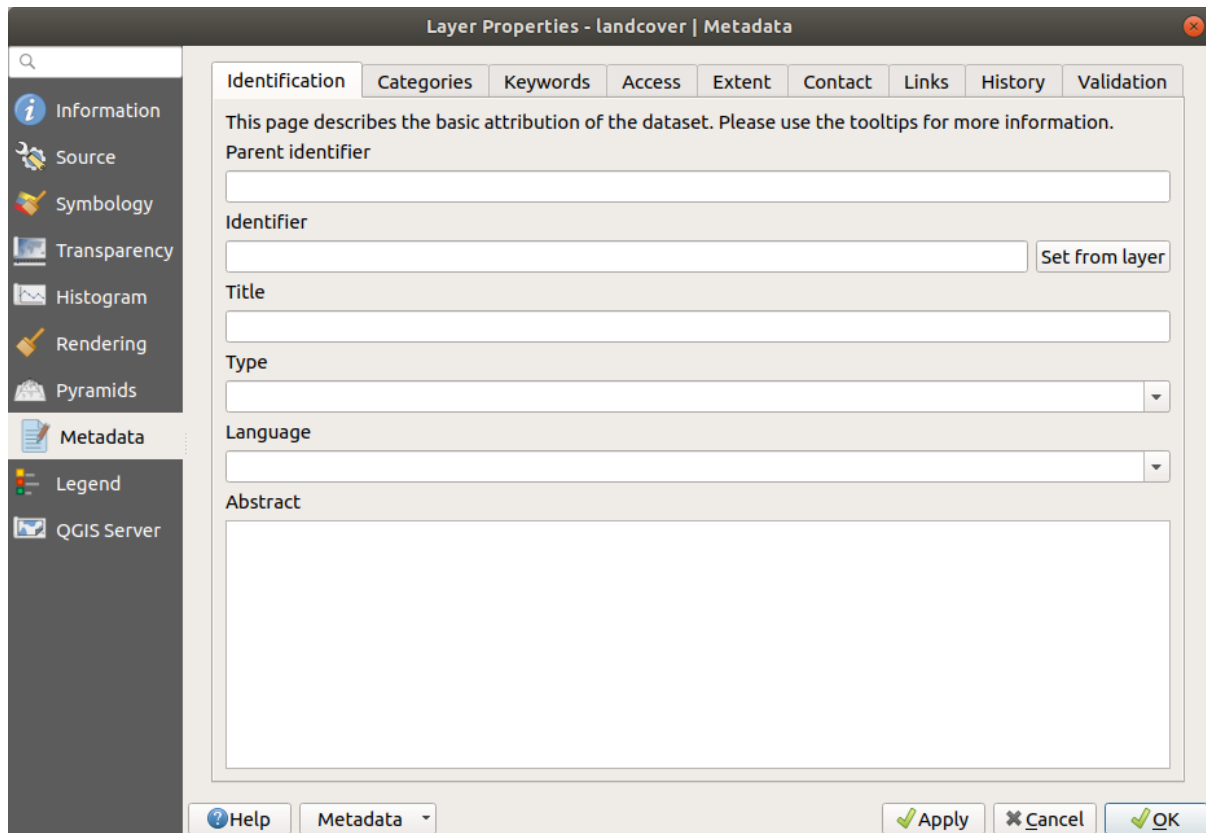 Layer Properties - landcover | Metadata
Information
Source
Symbology
Transparency
Histogram
Rendering
Pyramids
Metadata
Legend
QGIS Server
Identification Categories Keywords Access Extent Contact Links History Validation
This page describes the basic attribution of the dataset. Please use the tooltips for more information.
Parent identifier
Identifier
Set from layer
Title
Type
Language
Abstract
Help Metadata Apply Cancel OK